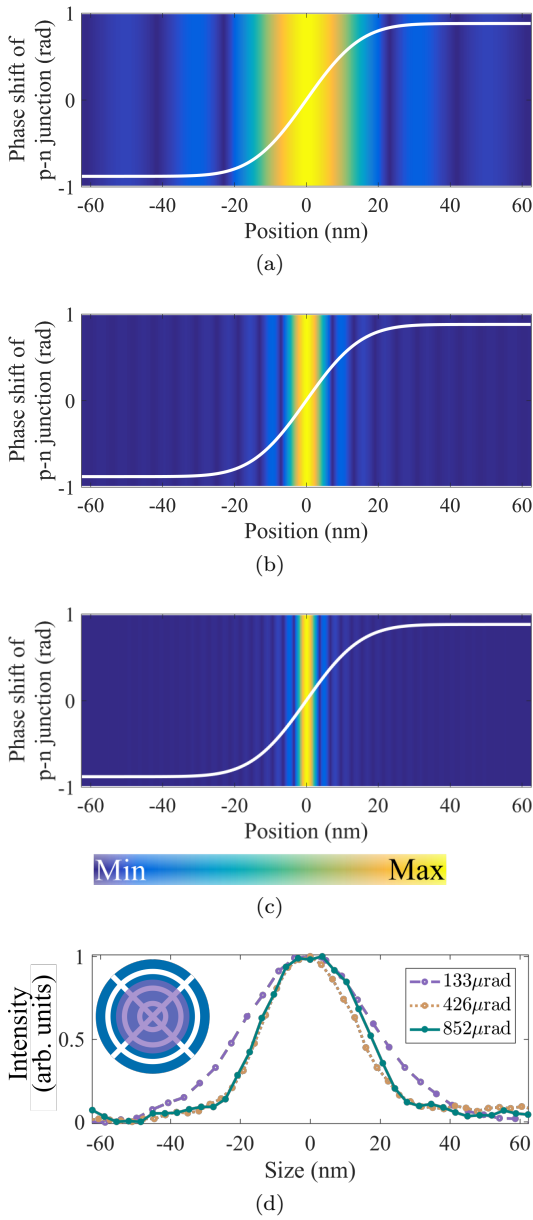 Phase shift of
p-n junction (rad)
1
0
-1
-60 -40 -20 0 20 40 60
Position (nm)
(a)
Phase shift of
p-n junction (rad)
1
0
-1
-60 -40 -20 0 20 40 60
Position (nm)
(b)
Phase shift of
p-n junction (rad)
1
0
-1
-60 -40 -20 0 20 40 60
Position (nm)
Min Max
(c)
Intensity
(arb. units)
1
0.5
0
133μrad
426μrad
852μrad
-60 -40 -20 0 20 40 60
Size (nm)
(d)